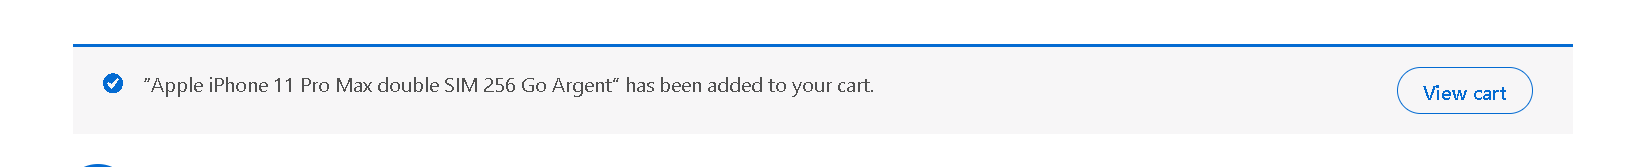 ”Apple iPhone 11 Pro Max double SIM 256 Go Argent“ has been added to your cart.
View cart